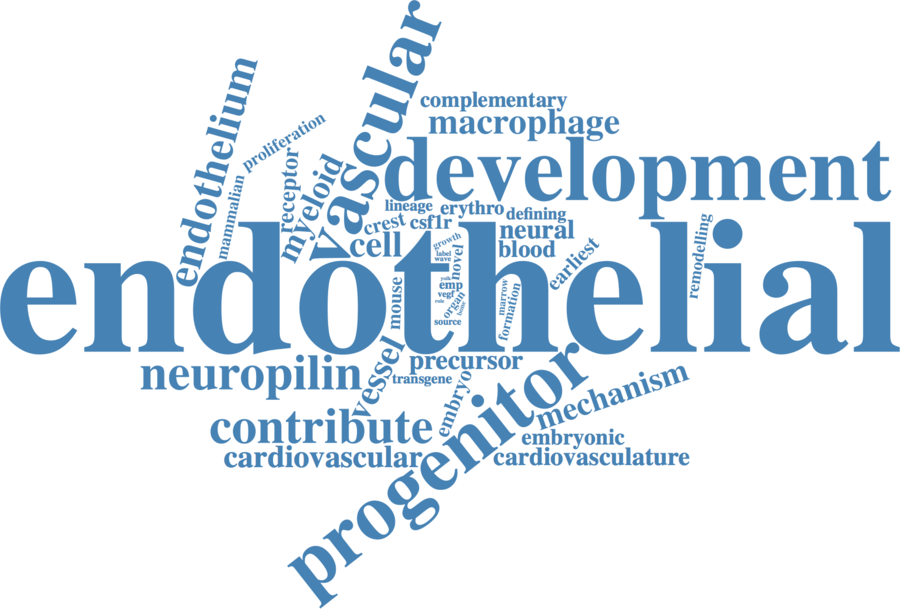 vascular
endothelium
complementary
proliferation
macrophage
receptor
myeloid
development
mammalian
lineage
erythro
defining
crest
csf1r
neural
cell
growth
blood
label
wave
novel
earliest
remodelling
endothelial
mouse
emp
vegf
organ
marrow
formation
source
vessel
precursor
neuropilin
transgene
embryo
progenitor
mechanism
contribute
embryonic
cardiovascular
cardiovasculature